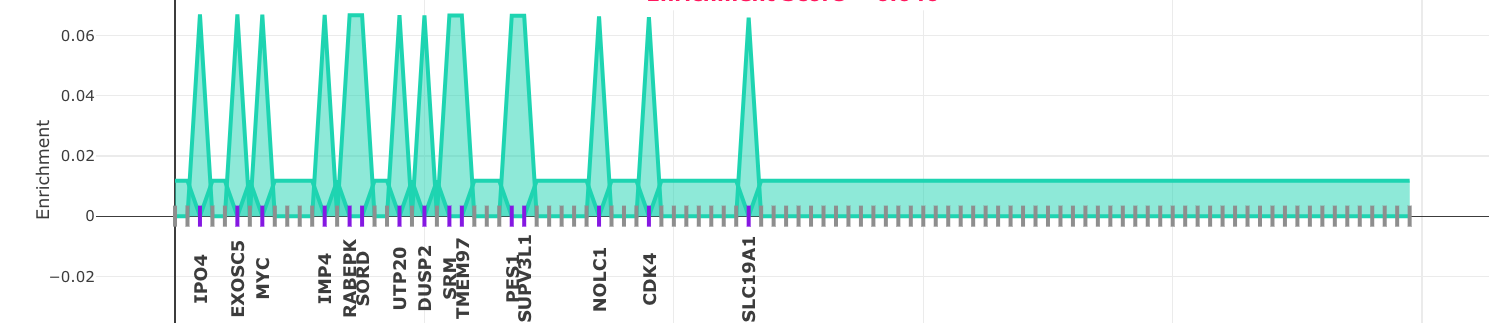 0.06
0.04
0.02
0
−0.02
Enrichment
IPO4
EXOSC5
MYC
IMP4
RABEPK
SORD
UTP20
DUSP2
SRM
TMEM97
PES1
SUPV3L1
NOLC1
CDK4
SLC19A1